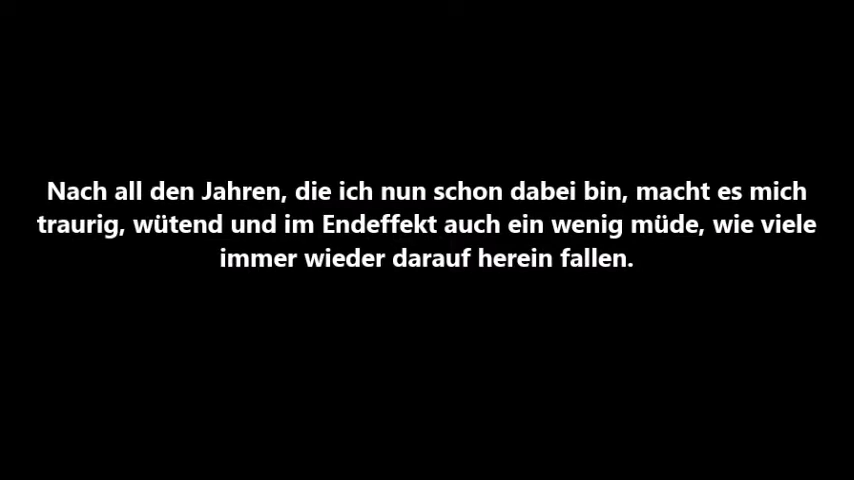 Nach all den Jahren, die ich nun schon dabei bin, macht es mich
traurig, wütend und im Endeffekt auch ein wenig müde, wie viele
immer wieder darauf herein fallen.